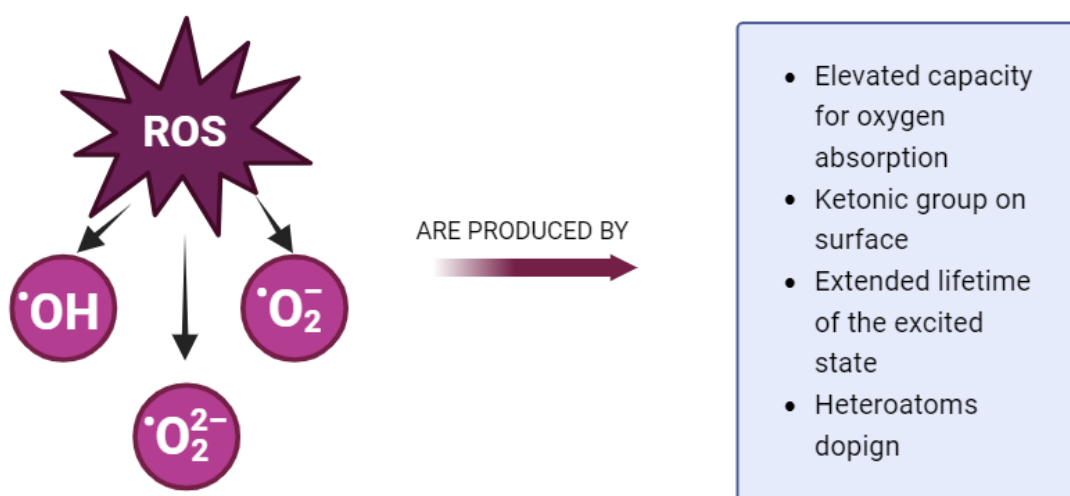 ROS
•OH
•O₂⁻
•O₂²⁻
ARE PRODUCED BY
• Elevated capacity
for oxygen
absorption
• Ketonic group on
surface
• Extended lifetime
of the excited
state
• Heteroatoms
dopign